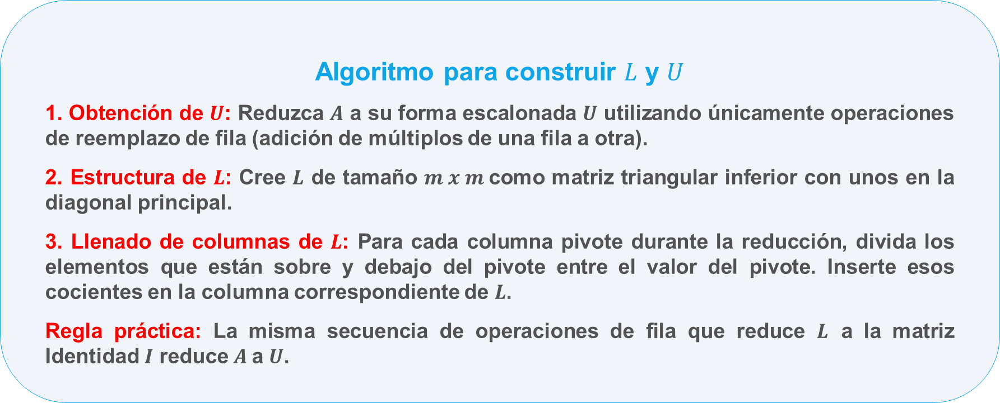 Algoritmo para construir L y U
1. Obtención de U: Reduzca A a su forma escalonada U utilizando únicamente operaciones
de reemplazo de fila (adición de múltiplos de una fila a otra).
2. Estructura de L: Cree L de tamaño m x m como matriz triangular inferior con unos en la
diagonal principal.
3. Llenado de columnas de L: Para cada columna pivote durante la reducción, divida los
elementos que están sobre y debajo del pivote entre el valor del pivote. Inserte esos
cocientes en la columna correspondiente de L.
Regla práctica: La misma secuencia de operaciones de fila que reduce L a la matriz
Identidad I reduce A a U.